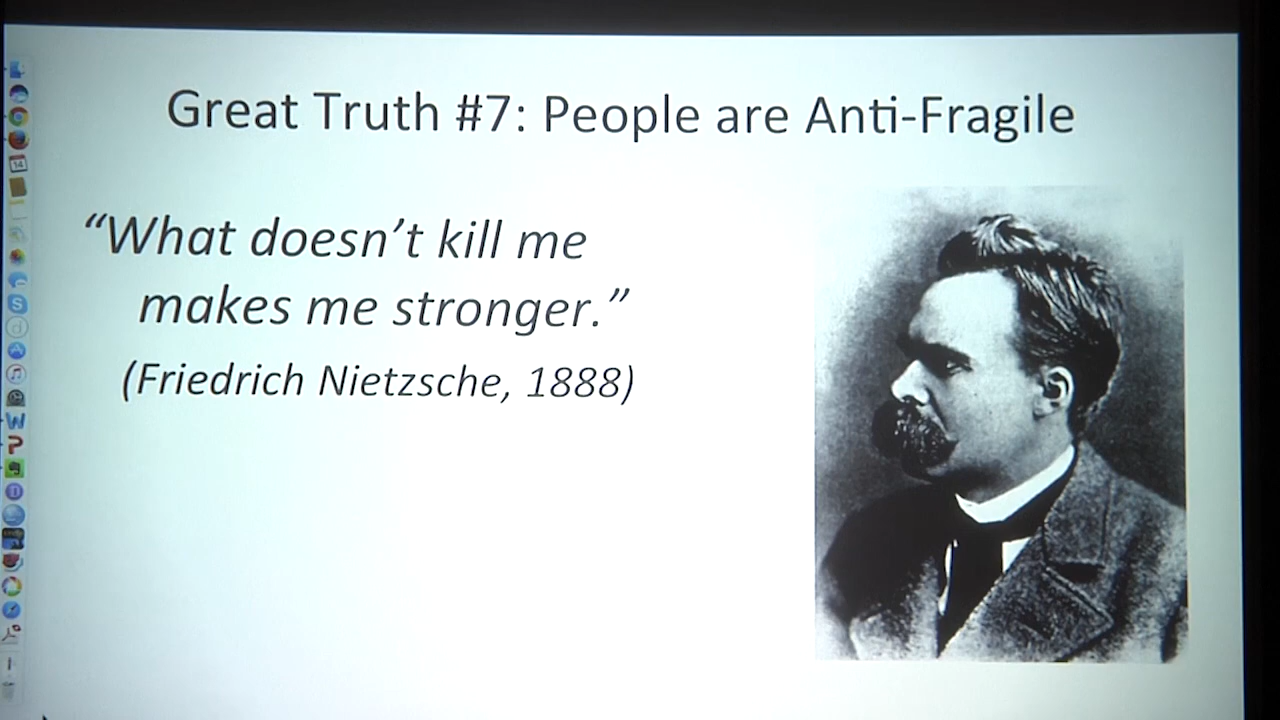 Great Truth #7: People are Anti-Fragile
“What doesn’t kill me
makes me stronger.”
(Friedrich Nietzsche, 1888)